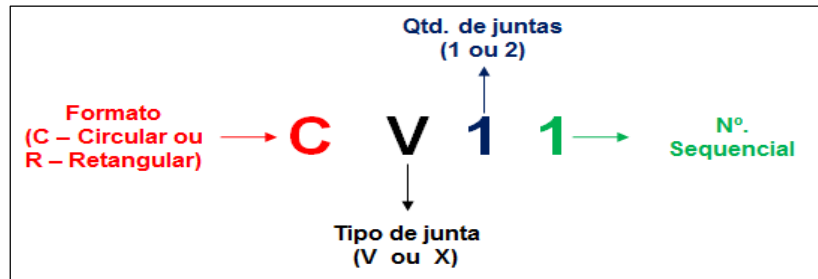 Qtd. de juntas
(1 ou 2)
Formato
(C – Circular ou
R – Retangular)
C V 1 1
Nº.
Sequencial
Tipo de junta
(V ou X)